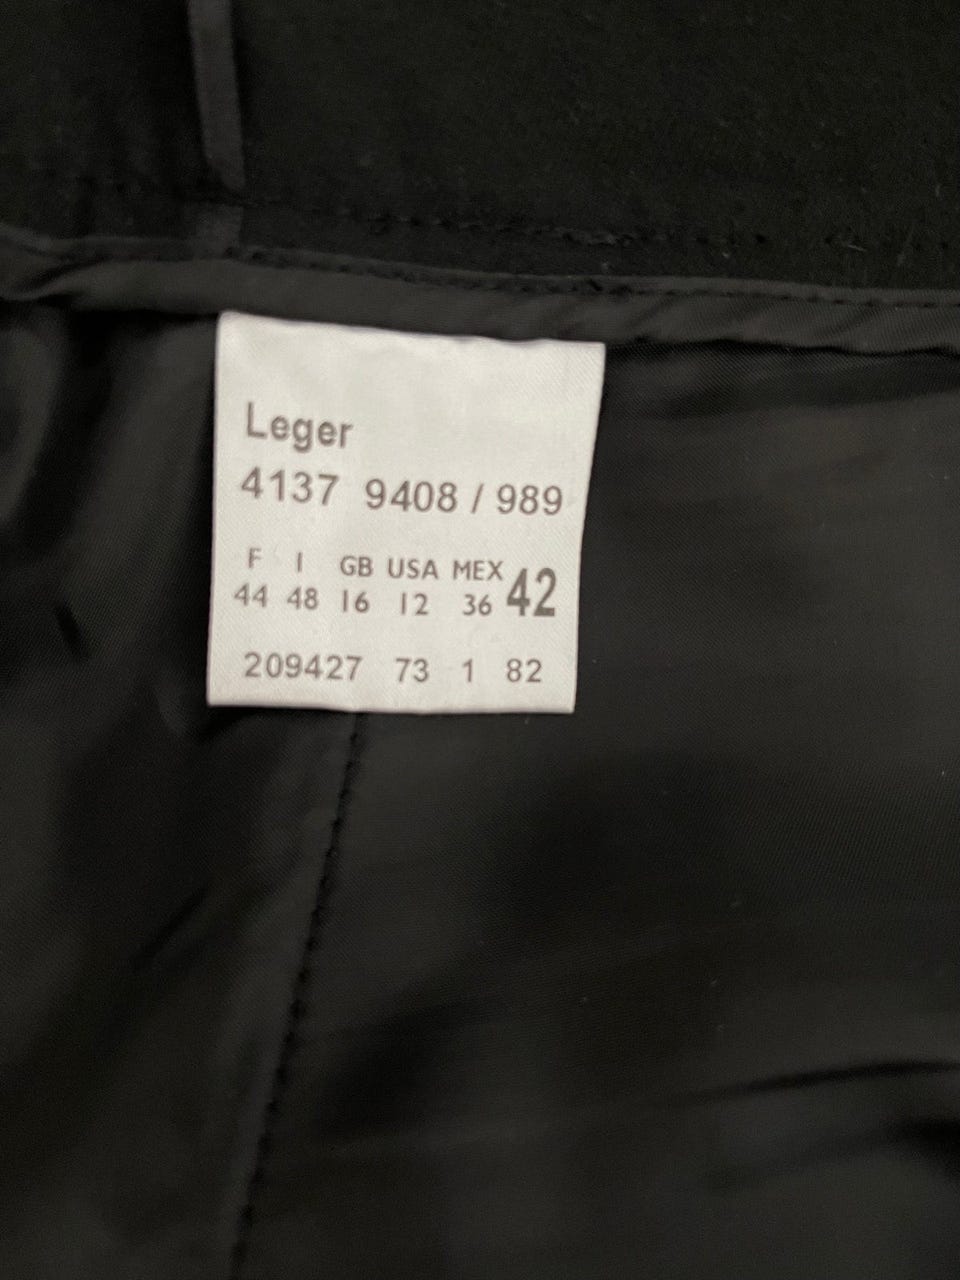 Leger
4137 9408 / 989
F I GB USA MEX
44 48 16 12 36 42
209427 73 1 82